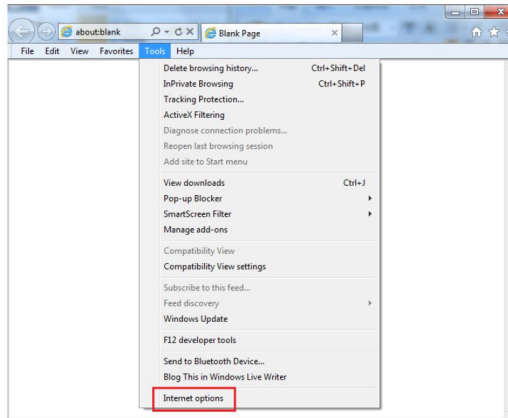 about:blank
Blank Page
File Edit View Favorites Tools Help
Delete browsing history... Ctrl+Shift+Del
InPrivate Browsing Ctrl+Shift+P
Tracking Protection...
ActiveX Filtering
Diagnose connection problems...
Reopen last browsing session
Add site to Start menu
View downloads Ctrl+J
Pop-up Blocker
SmartScreen Filter
Manage add-ons
Compatibility View
Compatibility View settings
Subscribe to this feed...
Feed discovery
Windows Update
F12 developer tools
Send to Bluetooth Device...
Blog This in Windows Live Writer
Internet options